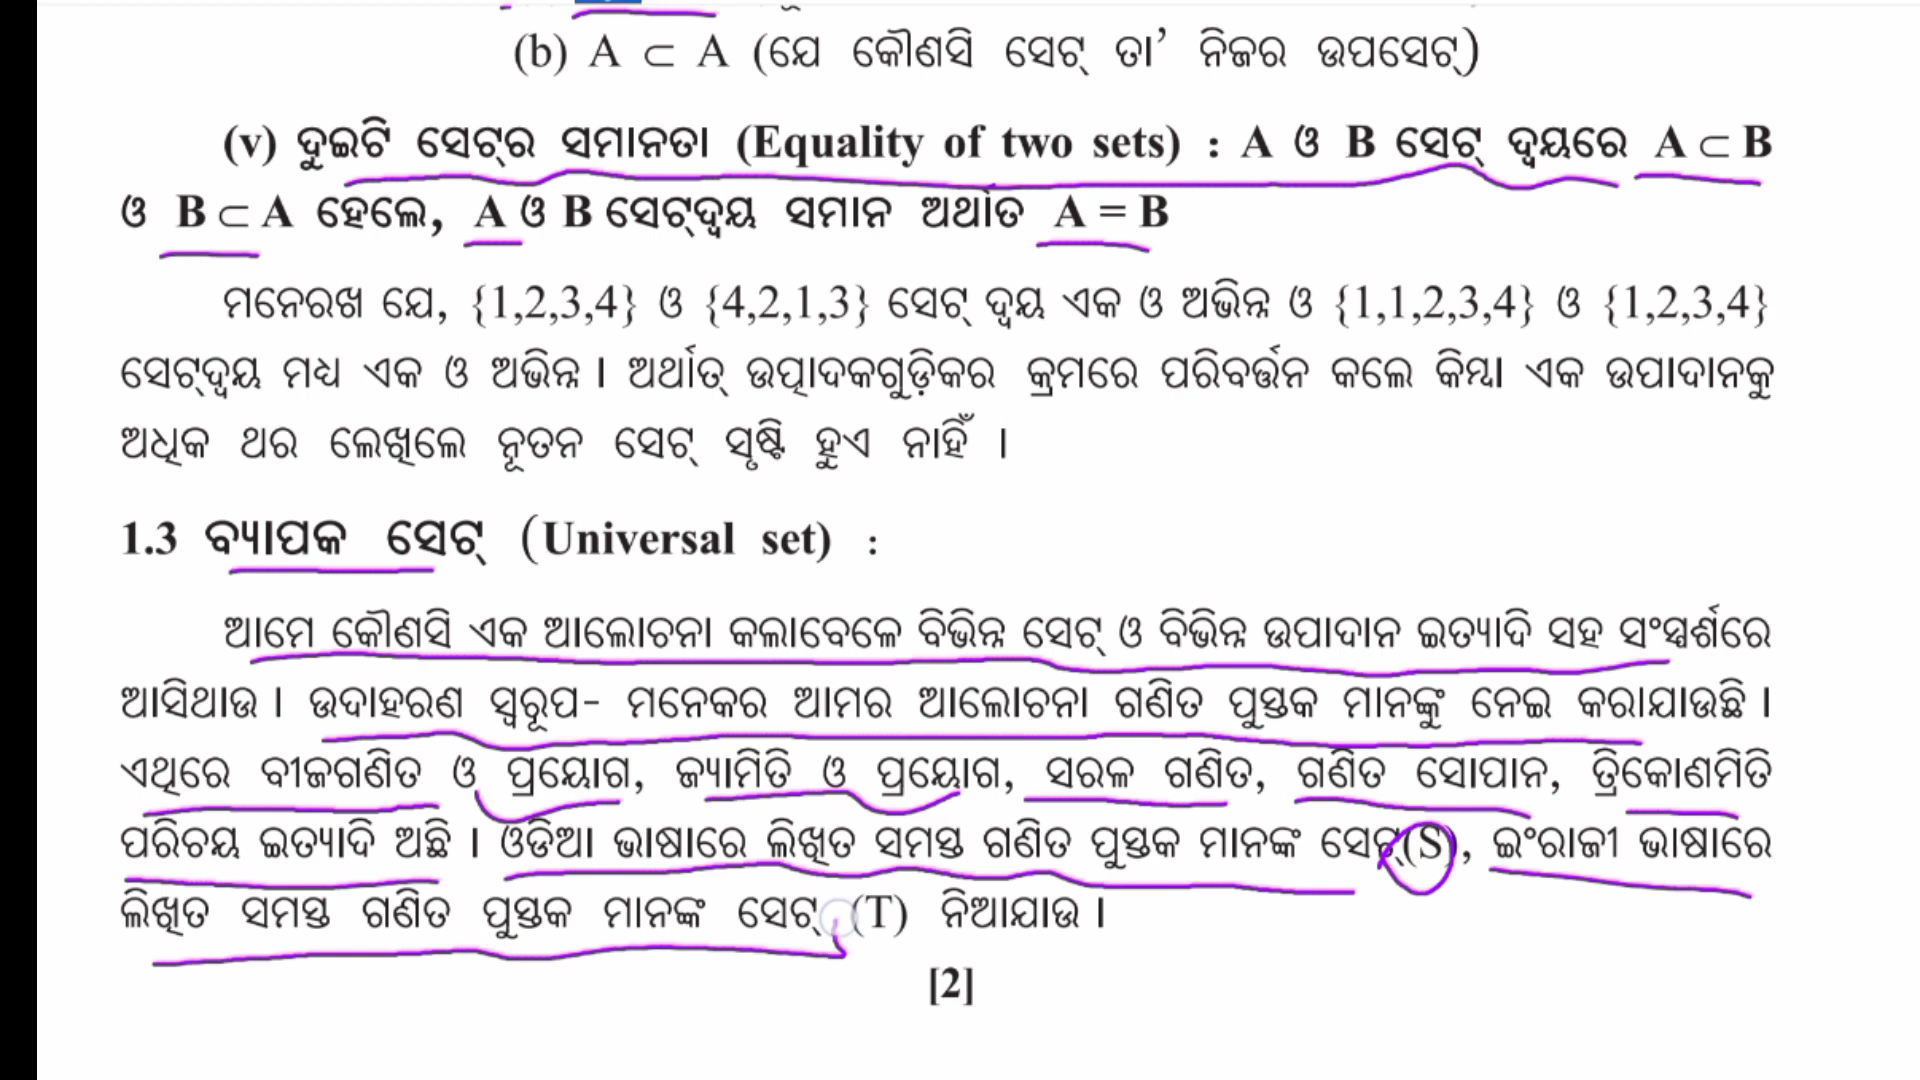 (b) A ⊂ A (ଯେ କୌଣସି ସେଟ୍ ତା’ ନିଜର ଉପସେଟ୍)
(v) ଦୁଇଟି ସେଟ୍‌ର ସମାନତା (Equality of two sets) : A ଓ B ସେଟ୍ ଦ୍ୱୟରେ A ⊂ B
ଓ B ⊂ A ହେଲେ, A ଓ B ସେଟ୍‌ଦ୍ୱୟ ସମାନ ଅର୍ଥାତ A = B
ମନେରଖ ଯେ, {1,2,3,4} ଓ {4,2,1,3} ସେଟ୍ ଦ୍ୱୟ ଏକ ଓ ଅଭିନ୍ନ ଓ {1,1,2,3,4} ଓ {1,2,3,4}
ସେଟ୍‌ଦ୍ୱୟ ମଧ୍ୟ ଏକ ଓ ଅଭିନ୍ନ । ଅର୍ଥାତ୍ ଉତ୍ପାଦକଗୁଡ଼ିକର କ୍ରମରେ ପରିବର୍ତ୍ତନ କଲେ କିମ୍ବା ଏକ ଉପାଦାନକୁ
ଅଧିକ ଥର ଲେଖିଲେ ନୂତନ ସେଟ୍ ସୃଷ୍ଟି ହୁଏ ନାହିଁ ।
1.3 ବ୍ୟାପକ ସେଟ୍ (Universal set) :
ଆମେ କୌଣସି ଏକ ଆଲୋଚନା କଲାବେଳେ ବିଭିନ୍ନ ସେଟ୍ ଓ ବିଭିନ୍ନ ଉପାଦାନ ଇତ୍ୟାଦି ସହ ସଂସ୍ପର୍ଶରେ
ଆସିଥାଉ । ଉଦାହରଣ ସ୍ୱରୂପ- ମନେକର ଆମର ଆଲୋଚନା ଗଣିତ ପୁସ୍ତକ ମାନଙ୍କୁ ନେଇ କରାଯାଉଛି ।
ଏଥିରେ ବୀଜଗଣିତ ଓ ପ୍ରୟୋଗ, ଜ୍ୟାମିତି ଓ ପ୍ରୟୋଗ, ସରଳ ଗଣିତ, ଗଣିତ ସୋପାନ, ତ୍ରିକୋଣମିତି
ପରିଚୟ ଇତ୍ୟାଦି ଅଛି । ଓଡିଆ ଭାଷାରେ ଲିଖିତ ସମସ୍ତ ଗଣିତ ପୁସ୍ତକ ମାନଙ୍କ ସେଟ୍ (S), ଇଂରାଜୀ ଭାଷାରେ
ଲିଖିତ ସମସ୍ତ ଗଣିତ ପୁସ୍ତକ ମାନଙ୍କ ସେଟ୍ (T) ନିଆଯାଉ ।
[2]